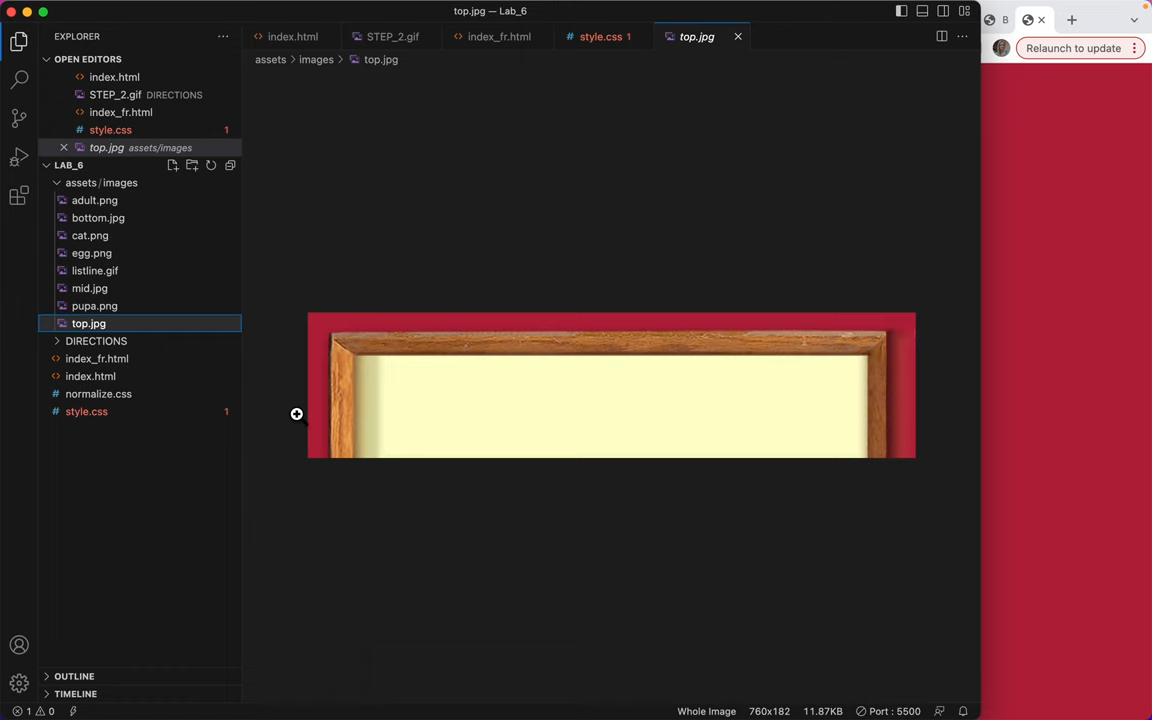 top.jpg — Lab_6
EXPLORER
index.html
STEP_2.gif
index_fr.html
style.css 1
top.jpg
B
Relaunch to update
OPEN EDITORS
assets > images > top.jpg
index.html
STEP_2.gif DIRECTIONS
index_fr.html
style.css 1
top.jpg assets/images
LAB_6
assets/images
adult.png
bottom.jpg
cat.png
egg.png
listline.gif
mid.jpg
pupa.png
top.jpg
DIRECTIONS
index_fr.html
index.html
normalize.css
style.css 1
OUTLINE
TIMELINE
1 0
Whole Image
760x182
11.87KB
Port : 5500